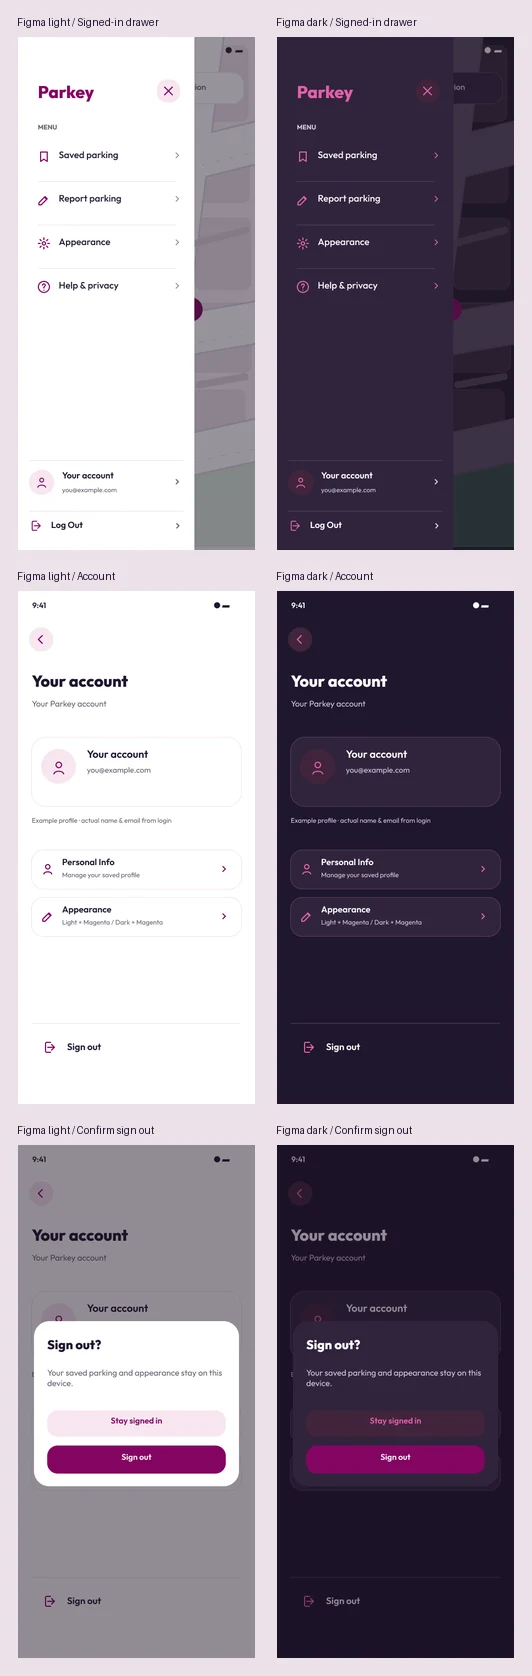 Figma light / Signed-in drawer
Parkey
ion
MENU
Saved parking
Report parking
Appearance
Help & privacy
Your account
you@example.com
Log Out
Figma dark / Signed-in drawer
Parkey
ion
MENU
Saved parking
Report parking
Appearance
Help & privacy
Your account
you@example.com
Log Out
Figma light / Account
9:41
Your account
Your Parkey account
Your account
you@example.com
Example profile · actual name & email from login
Personal Info
Manage your saved profile
Appearance
Light + Magenta / Dark + Magenta
Sign out
Figma dark / Account
9:41
Your account
Your Parkey account
Your account
you@example.com
Example profile · actual name & email from login
Personal Info
Manage your saved profile
Appearance
Light + Magenta / Dark + Magenta
Sign out
Figma light / Confirm sign out
9:41
Your account
Your Parkey account
Your account
Sign out?
Your saved parking and appearance stay on this
device.
Stay signed in
Sign out
Sign out
Figma dark / Confirm sign out
9:41
Your account
Your Parkey account
Your account
Sign out?
Your saved parking and appearance stay on this
device.
Stay signed in
Sign out
Sign out